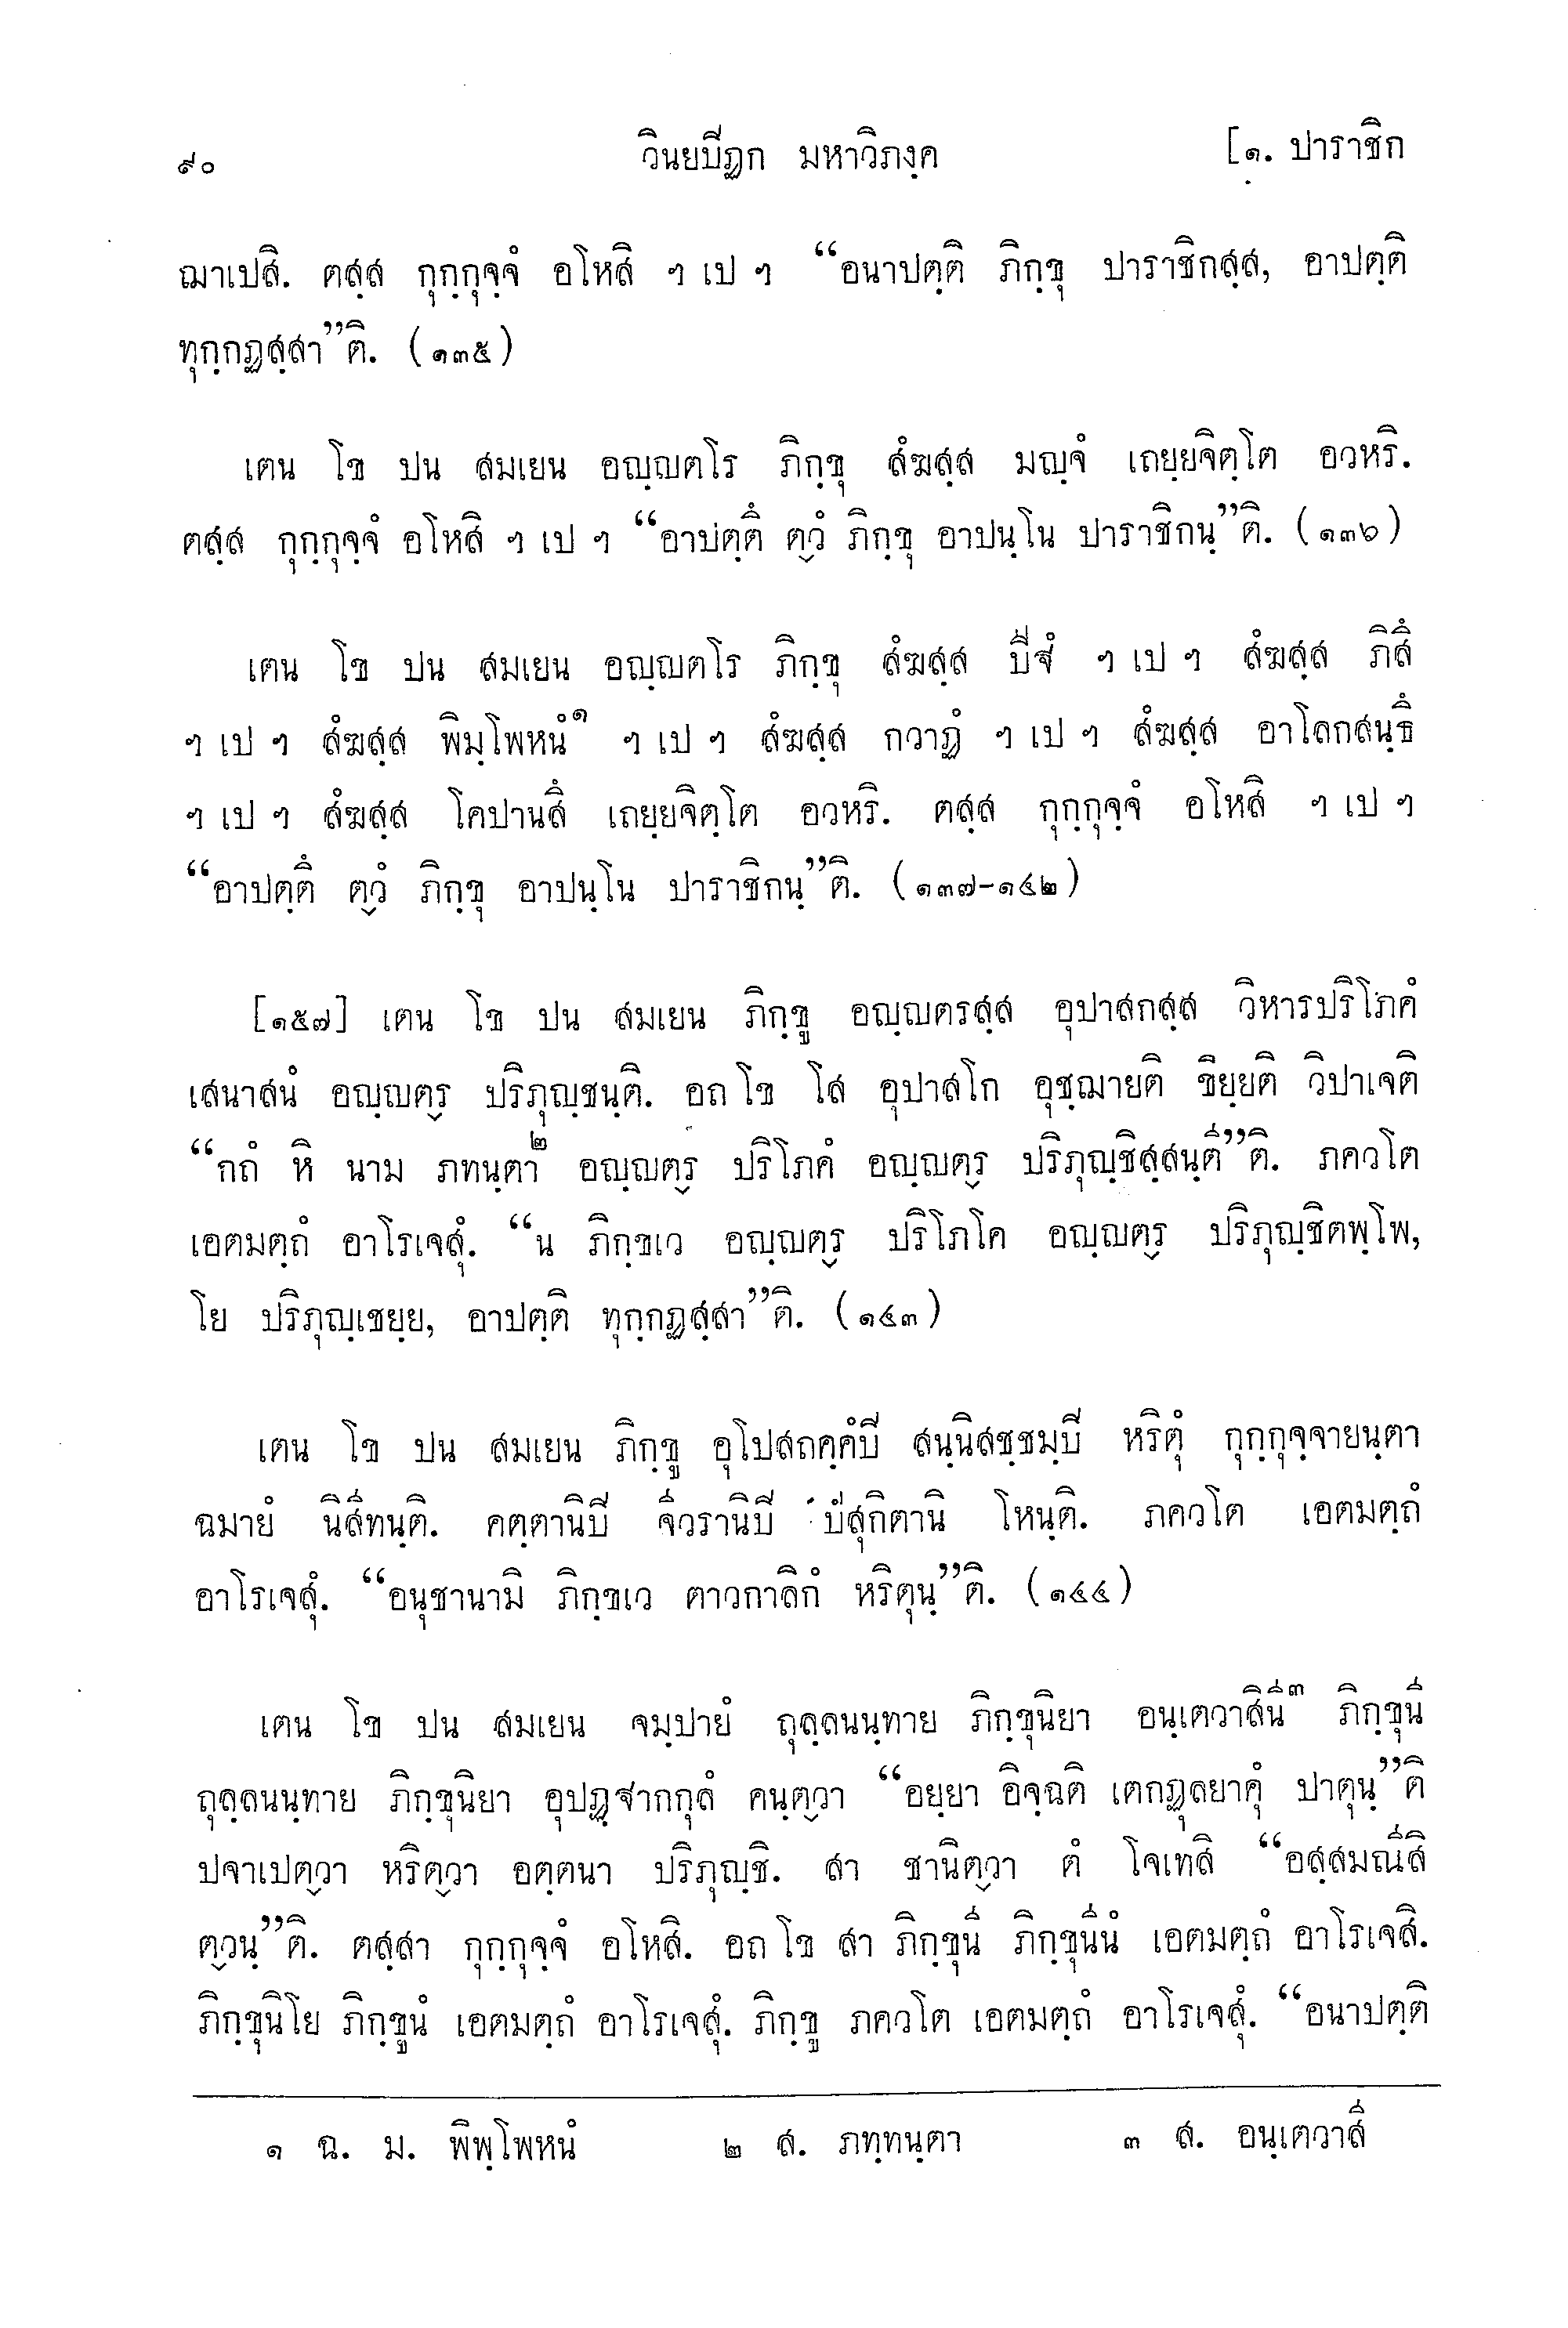 ๙๐ วินยปีฏก มหาวิภงฺค [๑. ปาราชิก
ฌาเปสิ. ตสฺส กุกฺกุจฺจํ อโหสิ ฯ เป ฯ “อนาปตฺติ ภิกฺขุ ปาราชิกสฺส, อาปตฺติ
ทุกฺกฏสฺสา”ติ. (๑๓๕)
เตน โข ปน สมเยน อญฺญตโร ภิกฺขุ สํฆสฺส มญฺจํ เถยฺยจิตฺโต อวหริ.
ตสฺส กุกฺกุจฺจํ อโหสิ ฯ เป ฯ “อาปตฺตึ ตฺวํ ภิกฺขุ อาปนฺโน ปาราชิกนฺ”ติ. (๑๓๖)
เตน โข ปน สมเยน อญฺญตโร ภิกฺขุ สํฆสฺส ปีฐํ ฯ เป ฯ สํฆสฺส ภิสึ
ฯ เป ฯ สํฆสฺส พิมฺโพหนํ๑ ฯ เป ฯ สํฆสฺส กวาฏํ ฯ เป ฯ สํฆสฺส อาโลกสนฺธึ
ฯ เป ฯ สํฆสฺส โคปานสึ เถยฺยจิตฺโต อวหริ. ตสฺส กุกฺกุจฺจํ อโหสิ ฯ เป ฯ
“อาปตฺตึ ตฺวํ ภิกฺขุ อาปนฺโน ปาราชิกนฺ”ติ. (๑๓๗-๑๔๒)
[๑๕๗] เตน โข ปน สมเยน ภิกฺขู อญฺญตรสฺส อุปาสกสฺส วิหารปริโภคํ
เสนาสนํ อญฺญตฺร ปริภุญฺชนฺติ. อถ โข โส อุปาสโก อุชฺฌายติ ขิยฺยติ วิปาเจติ
“กถํ หิ นาม ภทนฺตา๒ อญฺญตฺร ปริโภคํ อญฺญตฺร ปริภุญฺชิสฺสนฺตี”ติ. ภควโต
เอตมตฺถํ อาโรเจสุํ. “น ภิกฺขเว อญฺญตฺร ปริโภโค อญฺญตฺร ปริภุญฺชิตพฺโพ,
โย ปริภุญฺเชยฺย, อาปตฺติ ทุกฺกฏสฺสา”ติ. (๑๔๓)
เตน โข ปน สมเยน ภิกฺขู อุโปสถคฺคํปิ สนฺนิสชฺชมฺปิ หริตุํ กุกฺกุจฺจายนฺตา
ฉมายํ นิสีทนฺติ. คตฺตานิปิ จีวรานิปิ ปํสุกิตานิ โหนฺติ. ภควโต เอตมตฺถํ
อาโรเจสุํ. “อนุชานามิ ภิกฺขเว ตาวกาลิกํ หริตุนฺ”ติ. (๑๔๔)
เตน โข ปน สมเยน จมฺปายํ ถุลฺลนนฺทาย ภิกฺขุนิยา อนฺเตวาสินี๓ ภิกฺขุนี
ถุลฺลนนฺทาย ภิกฺขุนิยา อุปฏฺฐากกุลํ คนฺตฺวา “อยฺยา อิจฺฉติ เตกฏุลยาคุํ ปาตุนฺ”ติ
ปจาเปตฺวา หริตฺวา อตฺตนา ปริภุญฺชิ. สา ชานิตฺวา ตํ โจเทสิ “อสฺสมณีสิ
ตฺวนฺ”ติ. ตสฺสา กุกฺกุจฺจํ อโหสิ. อถ โข สา ภิกฺขุนี ภิกฺขุนีนํ เอตมตฺถํ อาโรเจสิ.
ภิกฺขุนิโย ภิกฺขูนํ เอตมตฺถํ อาโรเจสุํ. ภิกฺขู ภควโต เอตมตฺถํ อาโรเจสุํ. “อนาปตฺติ
๑ ฉ. ม. พิพฺโพหนํ ๒ ส. ภทฺทนฺตา ๓ ส. อนฺเตวาสี